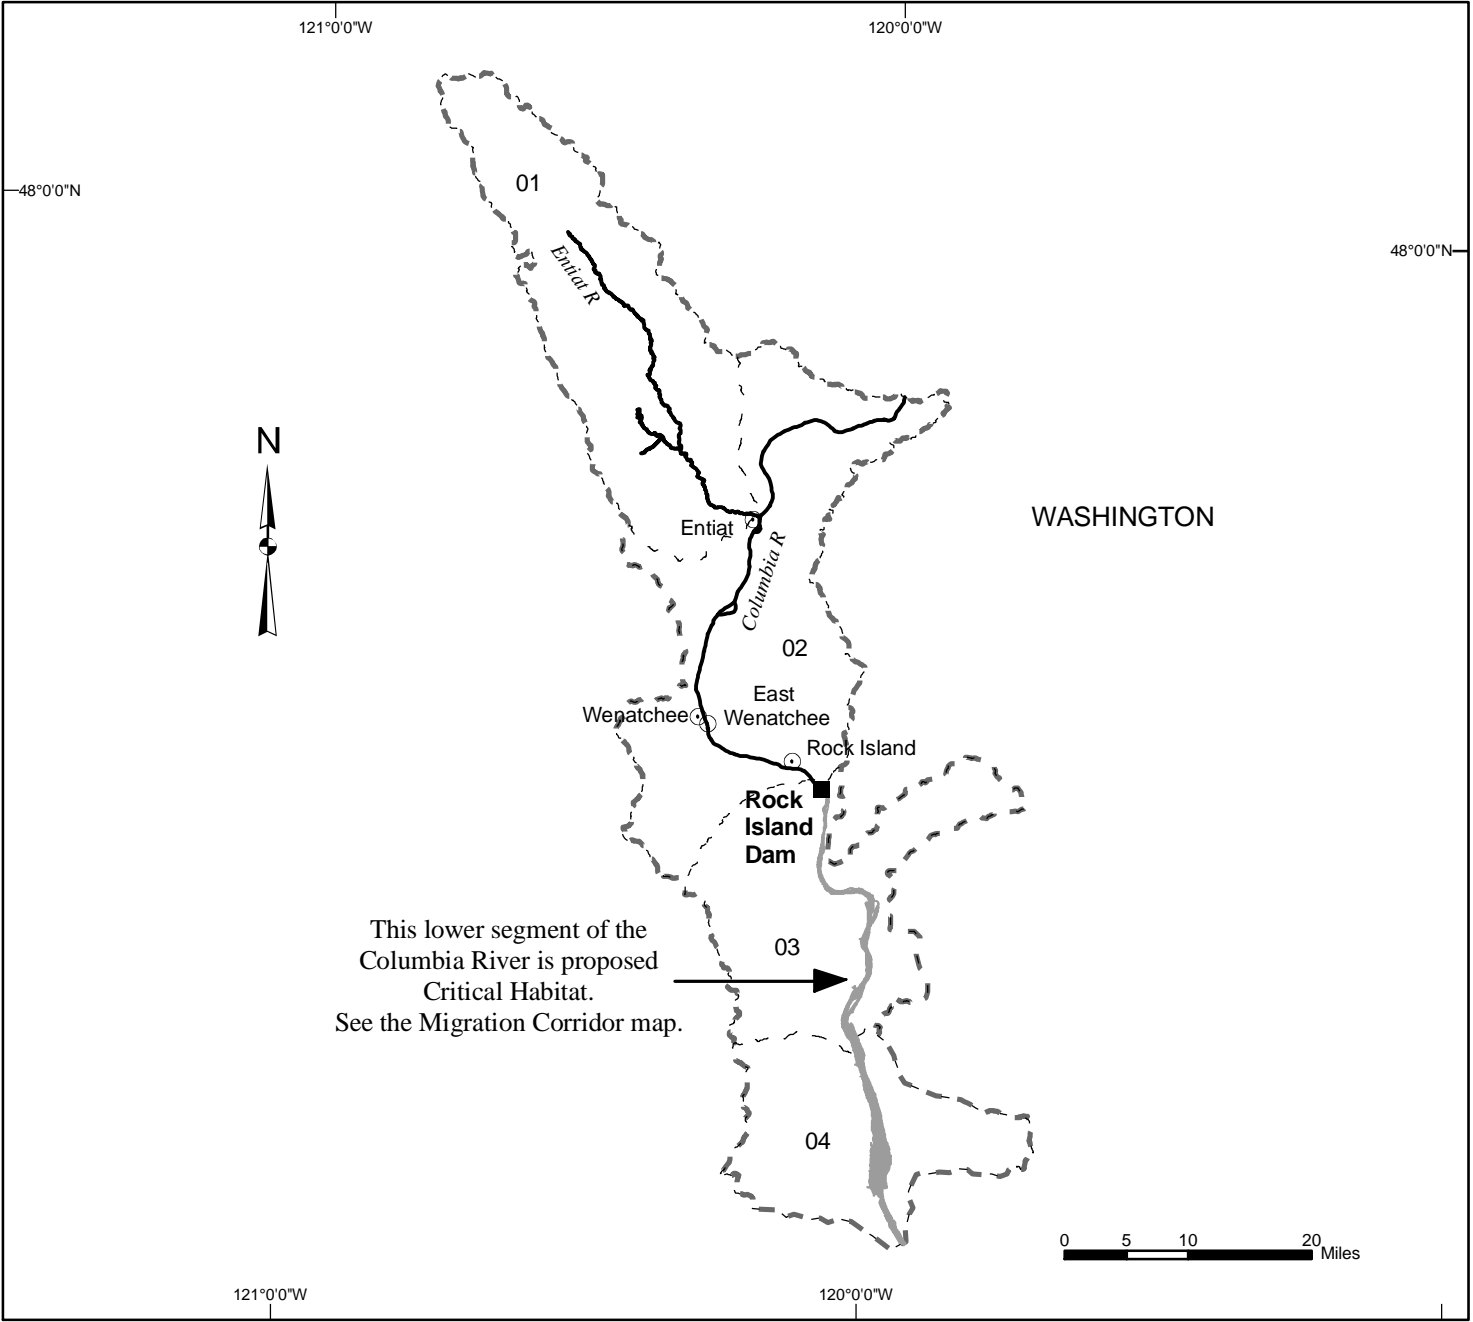 121°0'0"W
120°0'0"W
48°0'0"N
01
48°0'0"N
Entiat R
N
WASHINGTON
Entiat
Columbia R
02
East
Wenatchee
Wenatchee
Rock Island
Rock
Island
Dam
This lower segment of the
Columbia River is proposed
Critical Habitat.
See the Migration Corridor map.
03
04
0 5 10 20
Miles
121°0'0"W
120°0'0"W